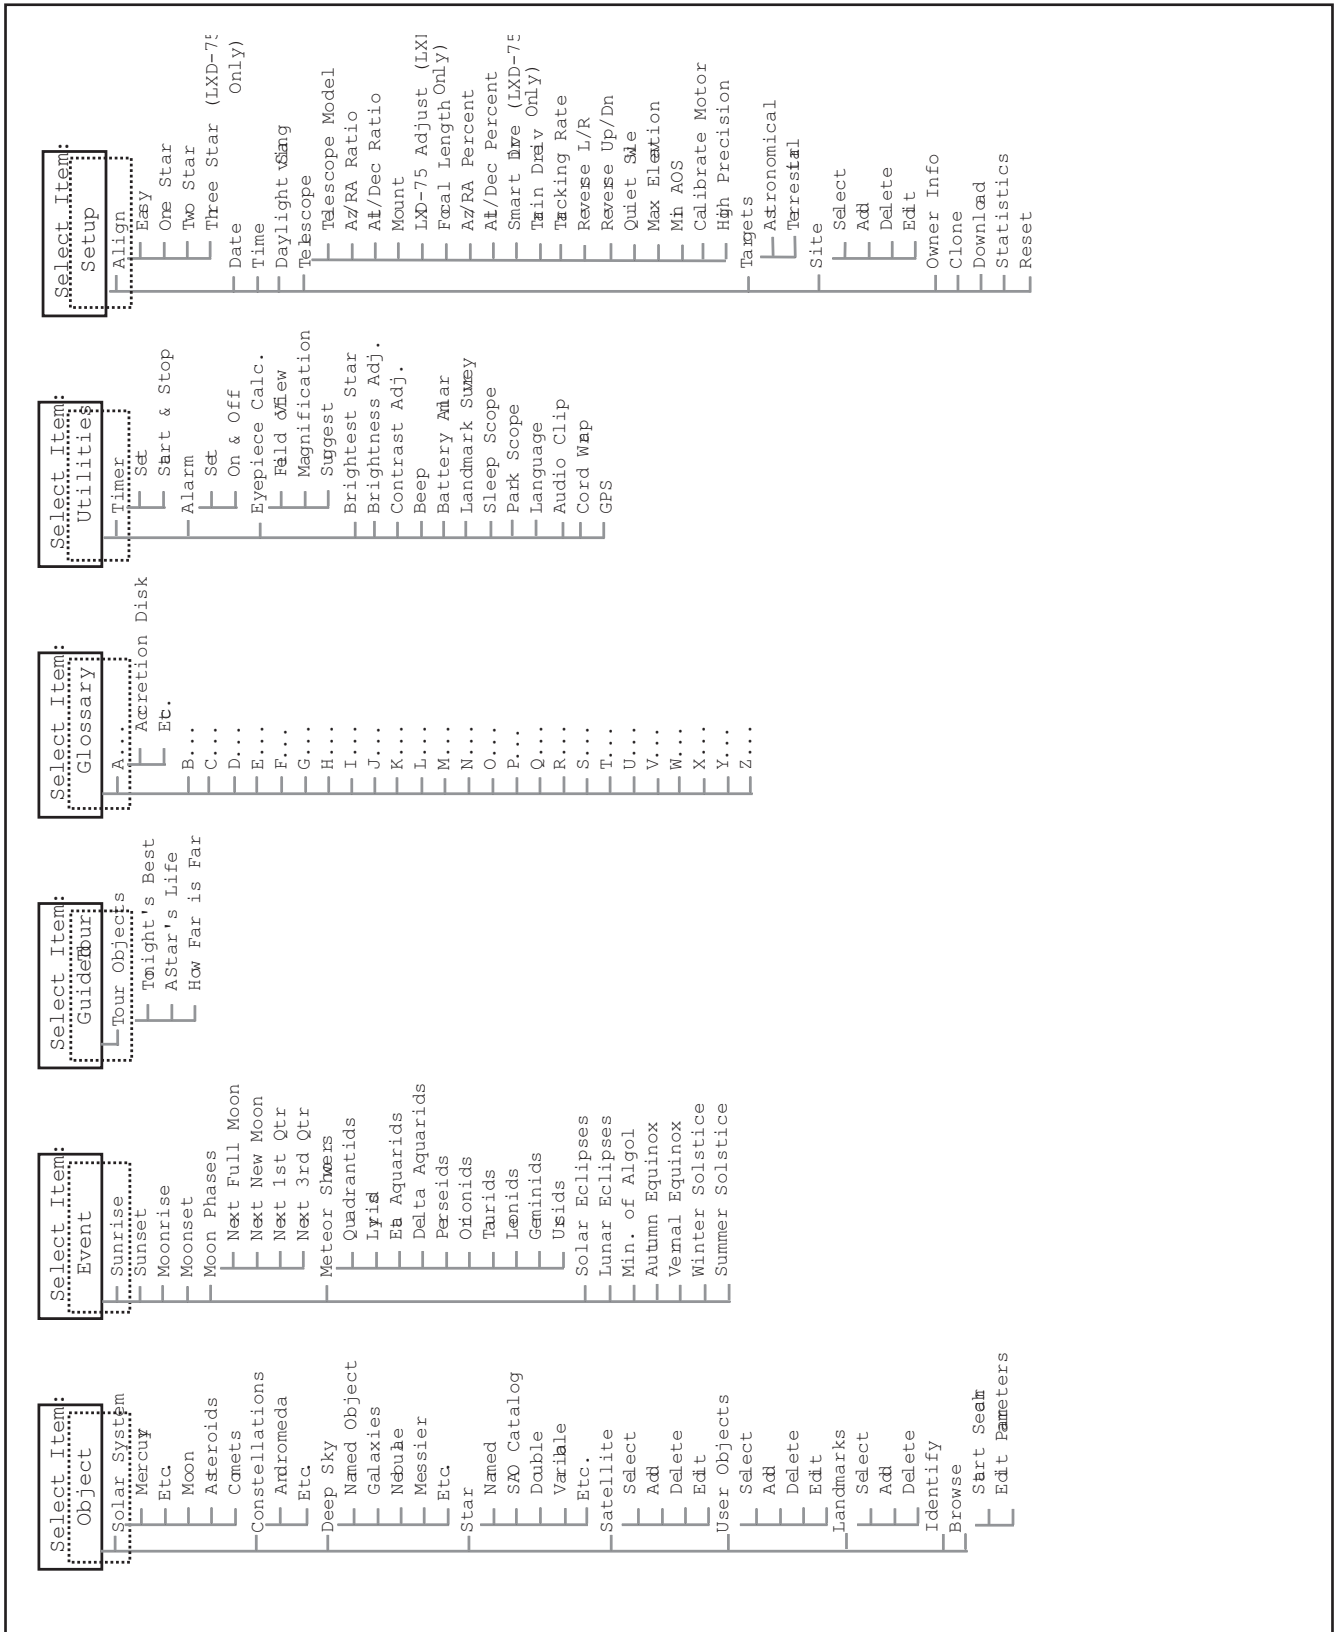 Select Item:
Object
Solar System
Mercury
Etc.
Moon
Asteroids
Comets
Constellations
Andromeda
Etc.
Deep Sky
Named Object
Galaxies
Nebulae
Messier
Etc.
Star
Named
SAO Catalog
Double
Variable
Etc.
Satellite
Select
Add
Delete
Edit
User Objects
Select
Add
Delete
Edit
Landmarks
Select
Add
Delete
Identify
Browse
Start Search
Edit Parameters
Select Item:
Event
Sunrise
Sunset
Moonrise
Moonset
Moon Phases
Next Full Moon
Next New Moon
Next 1st Qtr
Next 3rd Qtr
Meteor Showers
Quadrantids
Lyrids
Eta Aquarids
Delta Aquarids
Perseids
Orionids
Taurids
Leonids
Geminids
Ursids
Solar Eclipses
Lunar Eclipses
Min. of Algol
Autumn Equinox
Vernal Equinox
Winter Solstice
Summer Solstice
Select Item:
Guided Tour
Tour Objects
Tonight's Best
A Star's Life
How Far is Far
Select Item:
Glossary
A...
Accretion Disk
Etc.
B...
C...
D...
E...
F...
G...
H...
I...
J...
K...
L...
M...
N...
O...
P...
Q...
R...
S...
T...
U...
V...
W...
X...
Y...
Z...
Select Item:
Utilities
Timer
Set
Start & Stop
Alarm
Set
On & Off
Eyepiece Calc.
Field of View
Magnification
Suggest
Brightest Star
Brightness Adj.
Contrast Adj.
Beep
Battery Alarm
Landmark Survey
Sleep Scope
Park Scope
Language
Audio Clip
Cord Wrap
GPS
Select Item:
Setup
Align
Easy
One Star
Two Star
Three Star (LXD-75
Only)
Date
Time
Daylight Saving
Telescope
Telescope Model
Az/RA Ratio
Alt/Dec Ratio
Mount
LXD-75 Adjust (LXD
Focal Length Only)
Az/RA Percent
Alt/Dec Percent
Smart Drive (LXD-75
Train Drive Only)
Tracking Rate
Reverse L/R
Reverse Up/Dn
Quiet Slew
Max Elevation
Min AOS
Calibrate Motor
High Precision
Targets
Astronomical
Terrestrial
Site
Select
Add
Delete
Edit
Owner Info
Clone
Download
Statistics
Reset